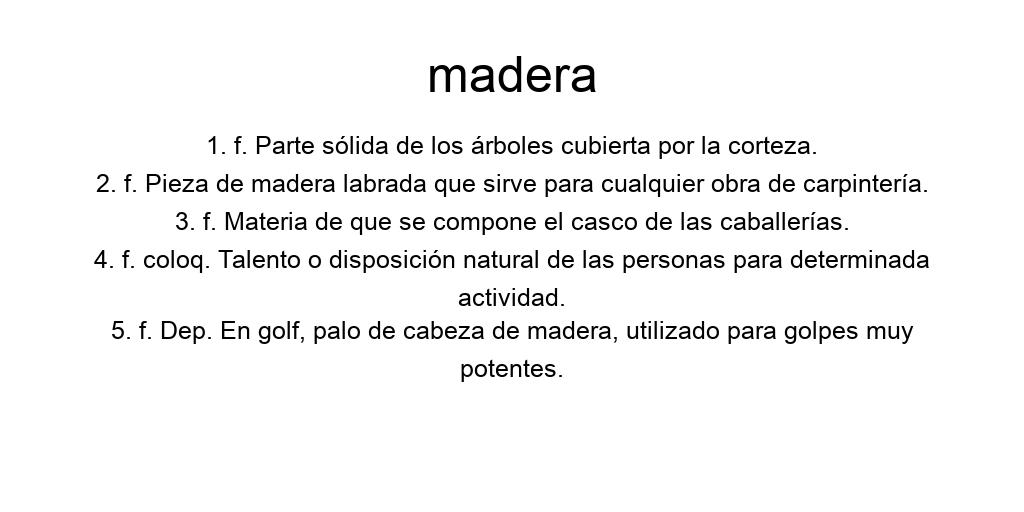 madera
1. f. Parte sólida de los árboles cubierta por la corteza.
2. f. Pieza de madera labrada que sirve para cualquier obra de carpintería.
3. f. Materia de que se compone el casco de las caballerías.
4. f. coloq. Talento o disposición natural de las personas para determinada
actividad.
5. f. Dep. En golf, palo de cabeza de madera, utilizado para golpes muy
potentes.